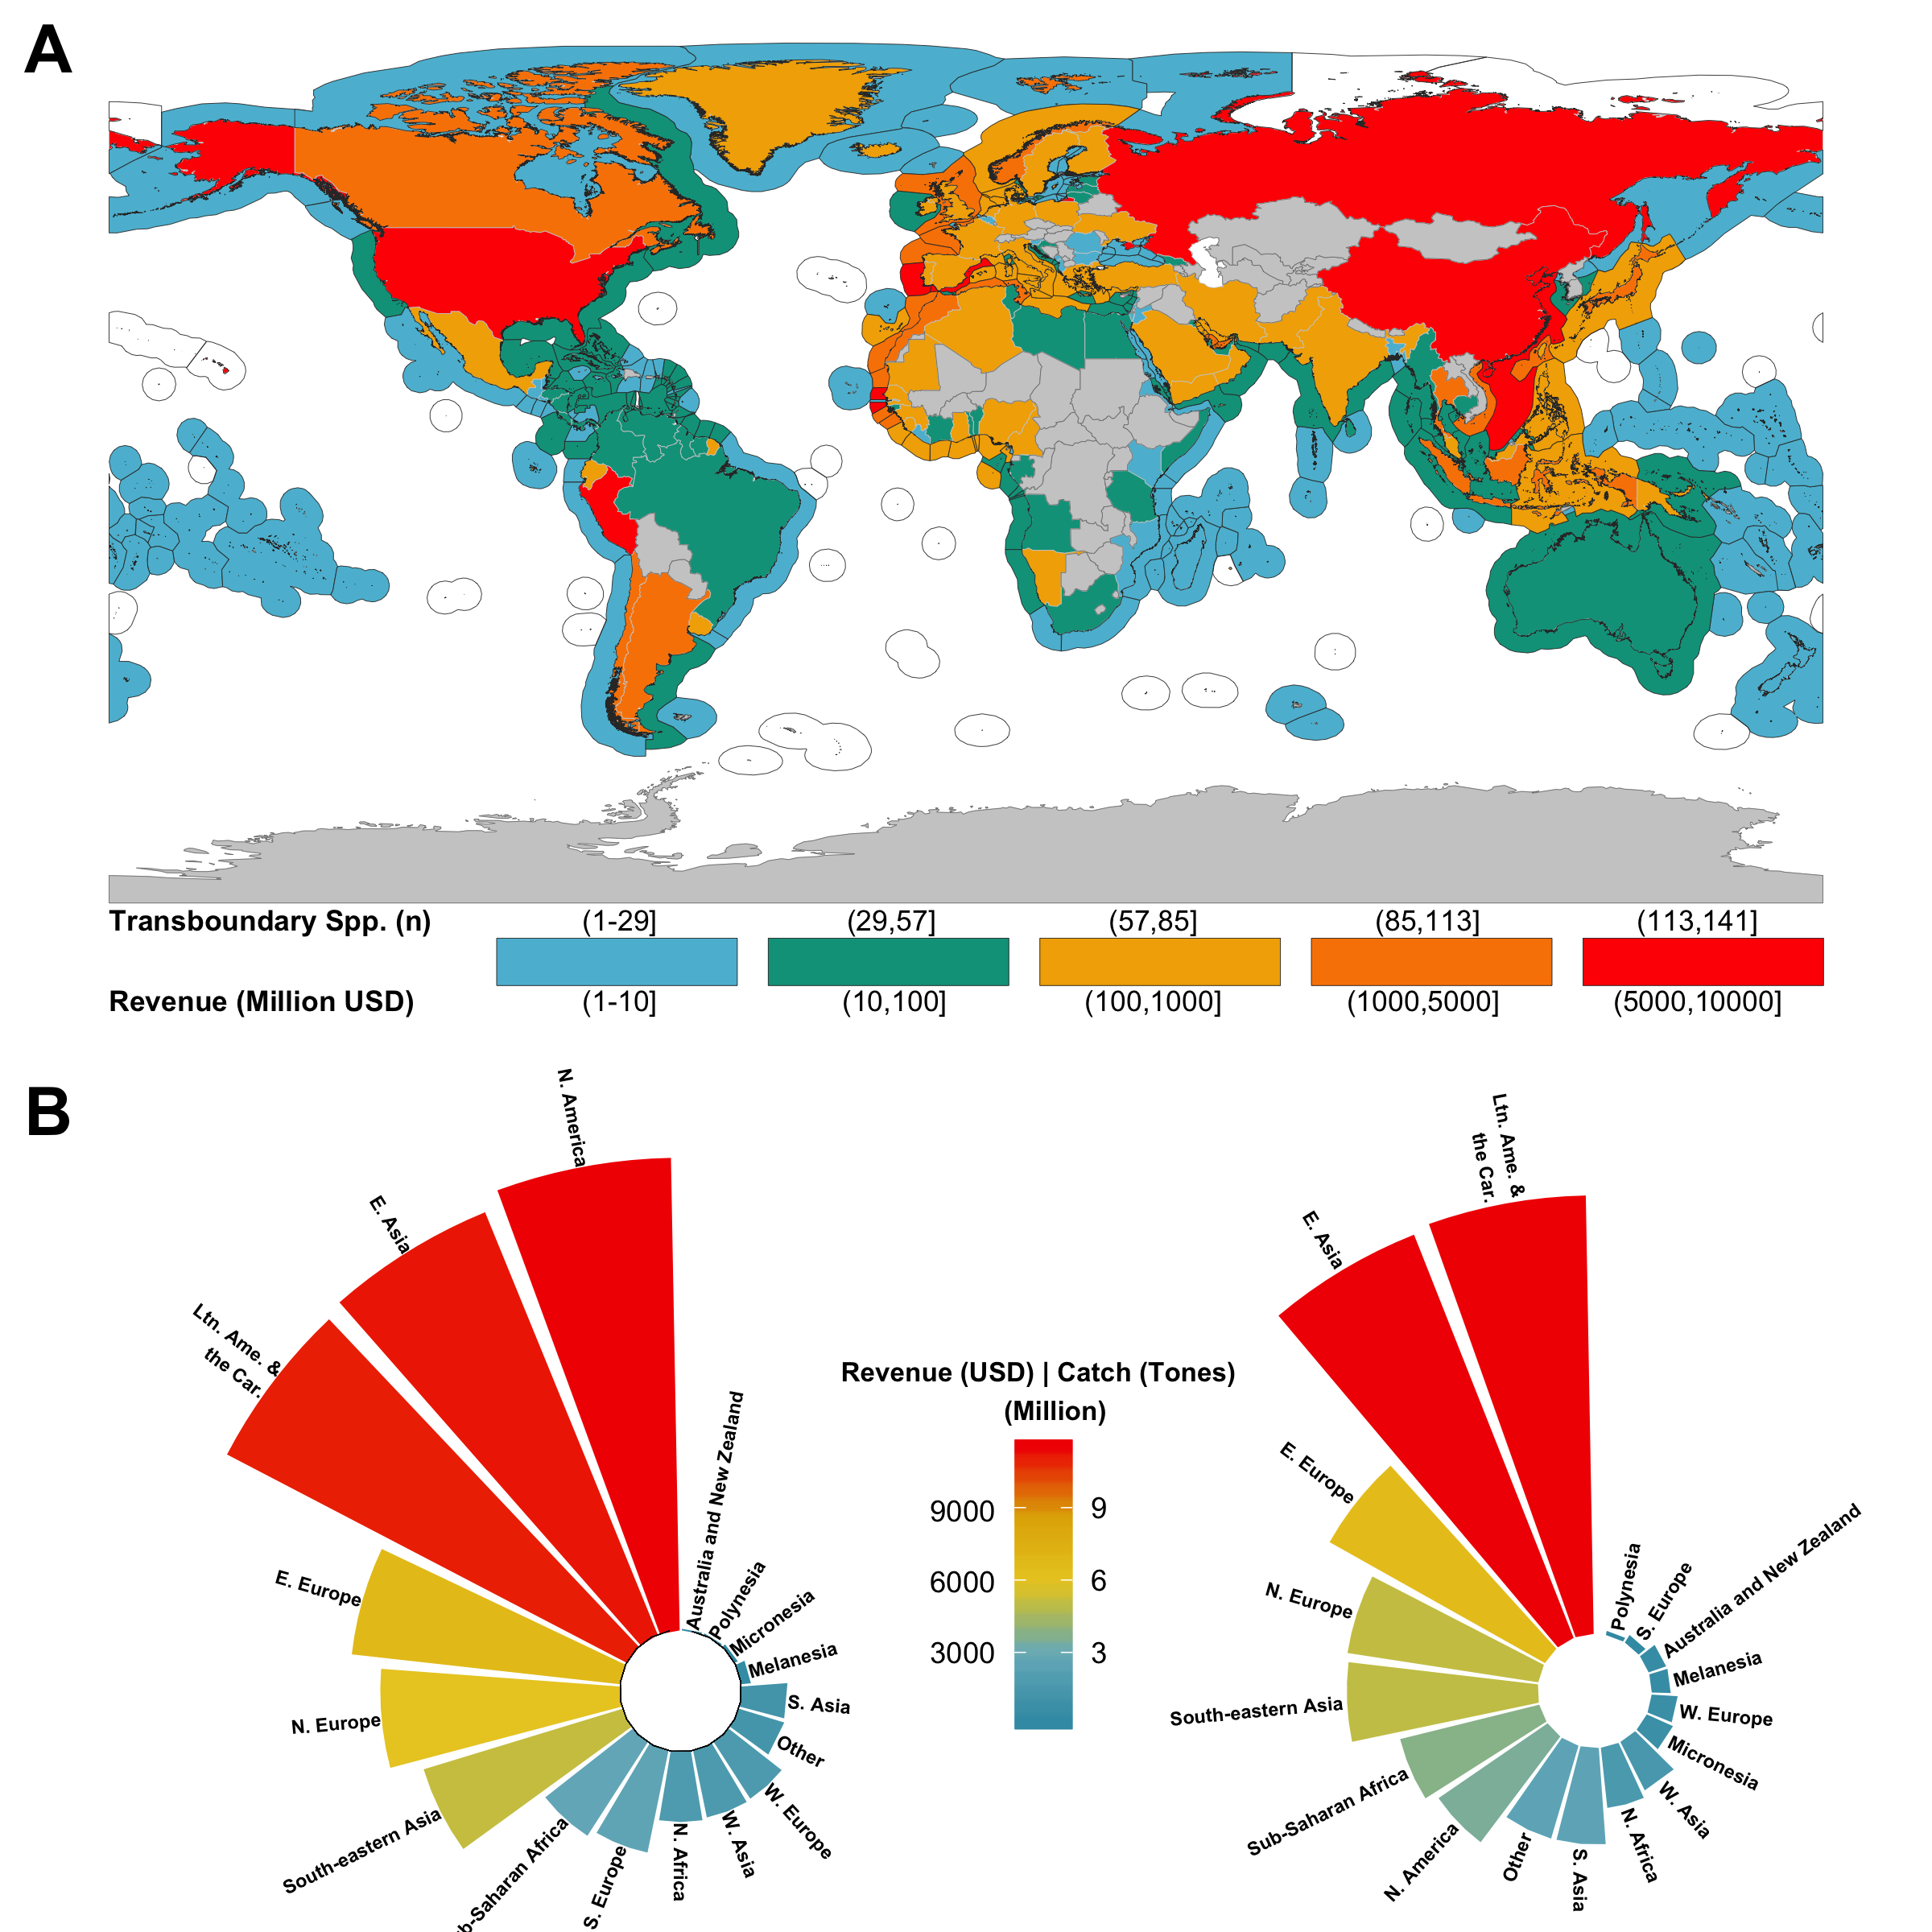 A
Transboundary Spp. (n)
(1-29]
(29,57]
(57,85]
(85,113]
(113,141]
Revenue (Million USD)
(1-10]
(10,100]
(100,1000]
(1000,5000]
(5000,10000]
B
N. America
E. Asia
Ltn. Ame. &
the Car.
E. Europe
N. Europe
South-eastern Asia
b-Saharan Africa
S. Europe
N. Africa
W. Asia
W. Europe
Other
S. Asia
Melanesia
Micronesia
Polynesia
Australia and New Zealand
Revenue (USD) | Catch (Tones)
(Million)
9000
9
6000
6
3000
3
Ltn. Ame. &
the Car.
E. Asia
E. Europe
N. Europe
South-eastern Asia
Sub-Saharan Africa
N. America
Other
S. Asia
N. Africa
W. Asia
Micronesia
W. Europe
Melanesia
Australia and New Zealand
S. Europe
Polynesia